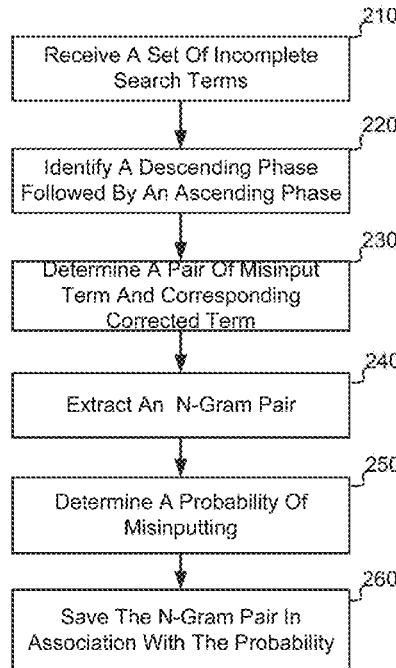 210
Receive A Set Of Incomplete
Search Terms
220
Identify A Descending Phase
Followed By An Ascending Phase
230
Determine A Pair Of Misinput
Term And Corresponding
Corrected Term
240
Extract An N-Gram Pair
250
Determine A Probability Of
Misinputting
260
Save The N-Gram Pair In
Association With The Probability